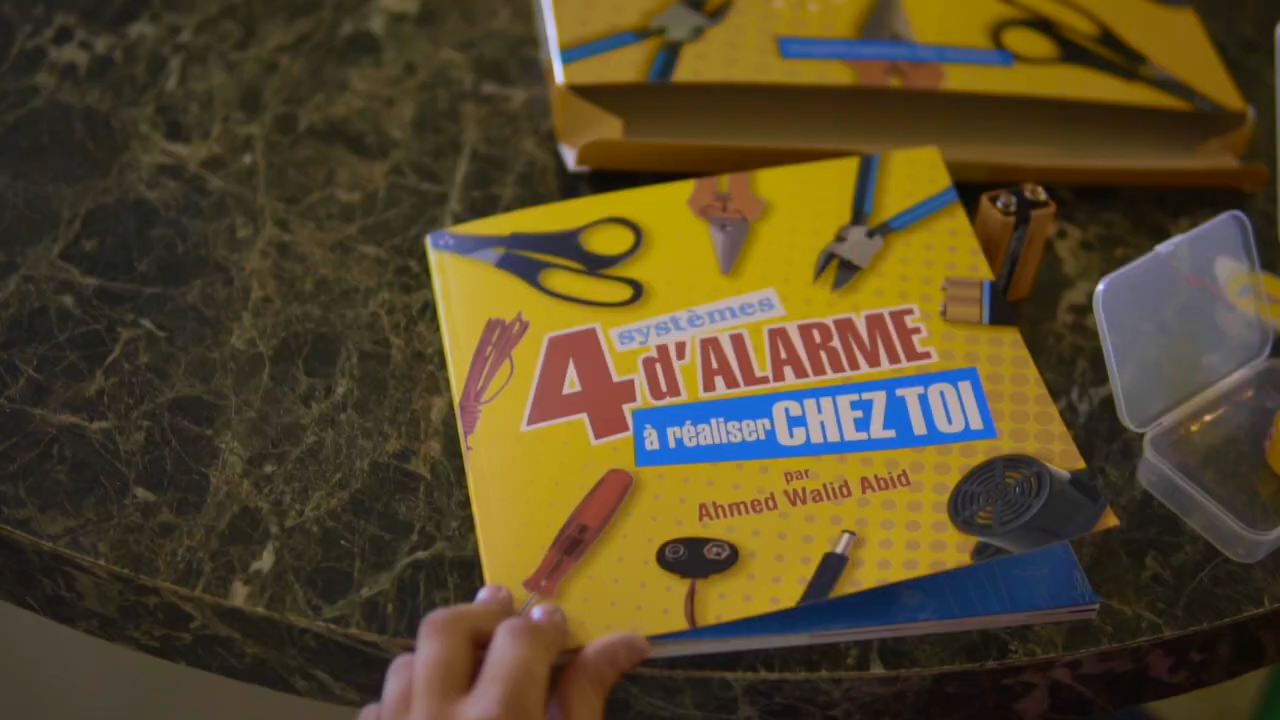 4 systèmes
d'ALARME
à réaliser CHEZ TOI
par
Ahmed Walid Abid